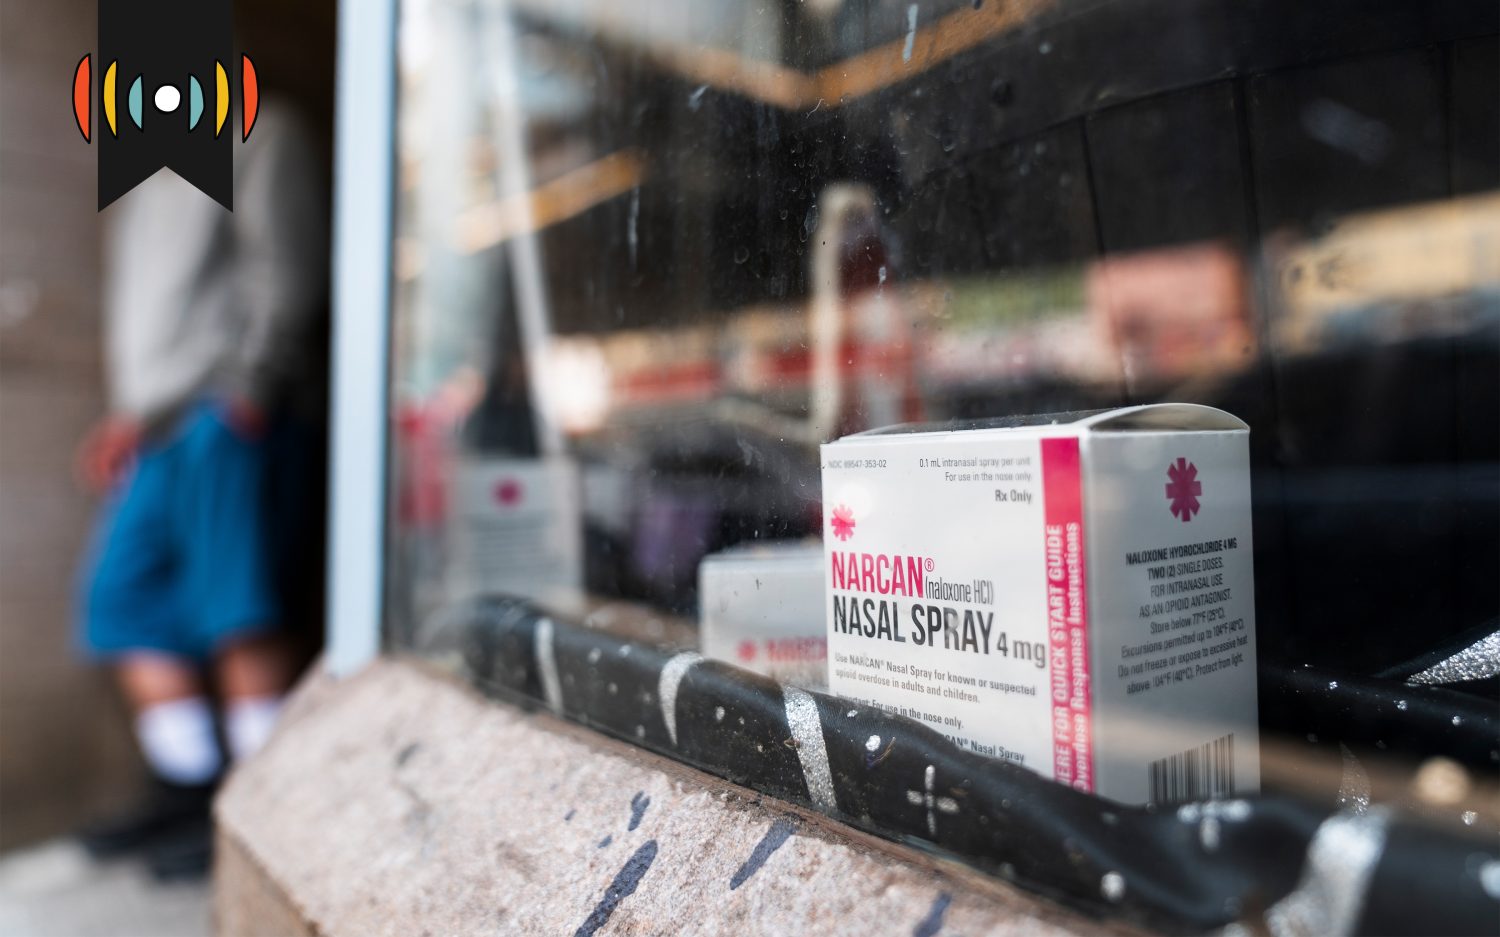 NDC 69547-353-02
0.1 mL intranasal spray per unit
For use in the nose only
Rx Only
NARCAN® (naloxone HCl)
NASAL SPRAY 4 mg
Use NARCAN® Nasal Spray for known or suspected
opioid overdose in adults and children.
Important: For use in the nose only.
Nasal Spray
HERE FOR QUICK START GUIDE
Overdose Response Instructions
NALOXONE HYDROCHLORIDE 4 MG
TWO (2) SINGLE DOSES.
FOR INTRANASAL USE
AS AN OPIOID ANTAGONIST.
Store below 77°F (25°C).
Excursions permitted up to 104°F (40°C)
Do not freeze or expose to excessive heat
above 104°F (40°C). Protect from light.
NARCAN